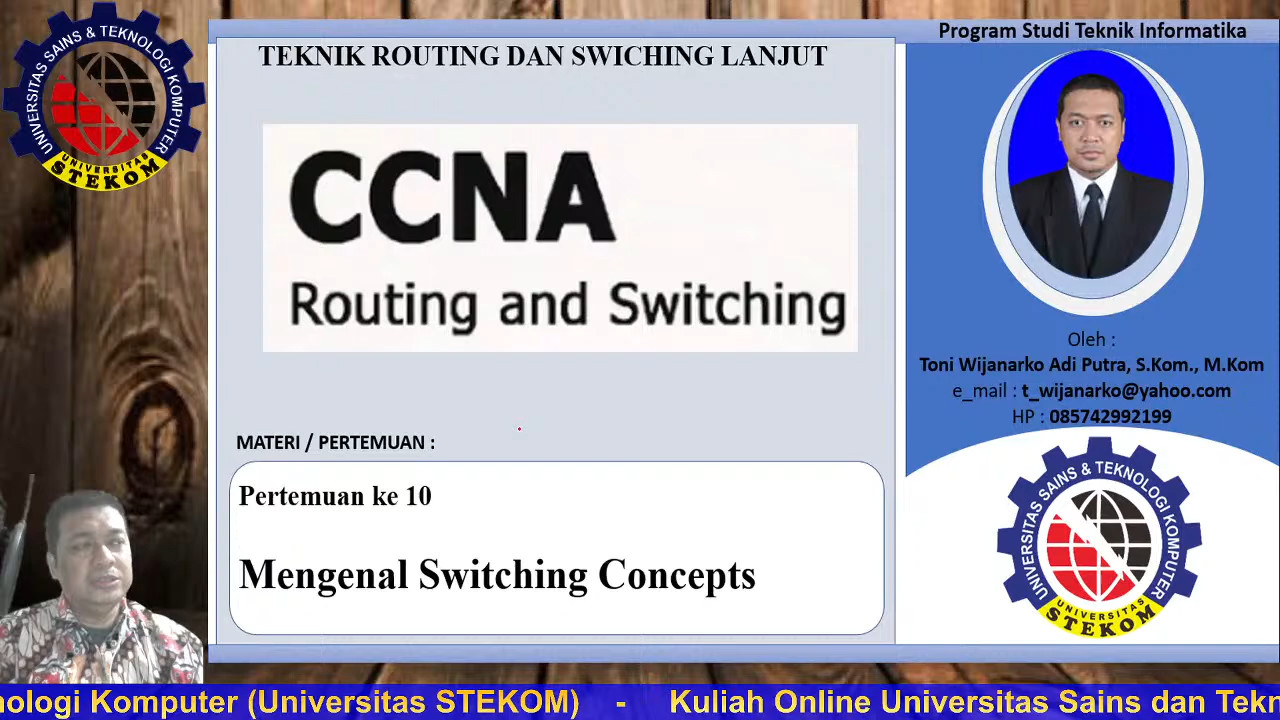 UNIVERSITAS SAINS & TEKNOLOGI KOMPUTER
UNIVERSITAS
STEKOM
TEKNIK ROUTING DAN SWICHING LANJUT
CCNA
Routing and Switching
MATERI / PERTEMUAN :
Pertemuan ke 10
Mengenal Switching Concepts
Program Studi Teknik Informatika
Oleh :
Toni Wijanarko Adi Putra, S.Kom., M.Kom
e_mail : t_wijanarko@yahoo.com
HP : 085742992199
UNIVERSITAS SAINS & TEKNOLOGI KOMPUTER
UNIVERSITAS
STEKOM
nologi Komputer (Universitas STEKOM) - Kuliah Online Universitas Sains dan Tekn